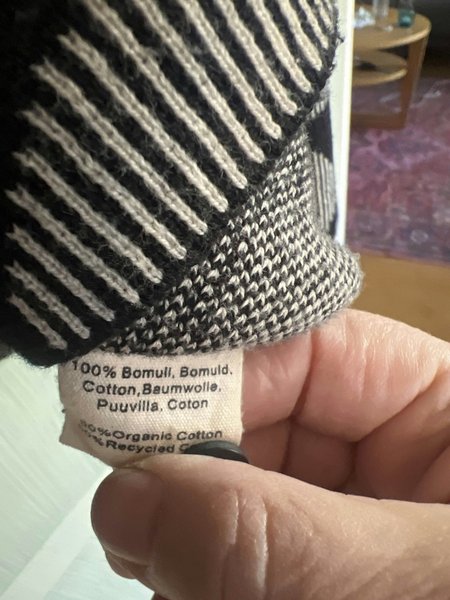 100% Bomull, Bomuld,
Cotton,Baumwolle,
Puuvilla, Coton
Organic Cotton
Recycled